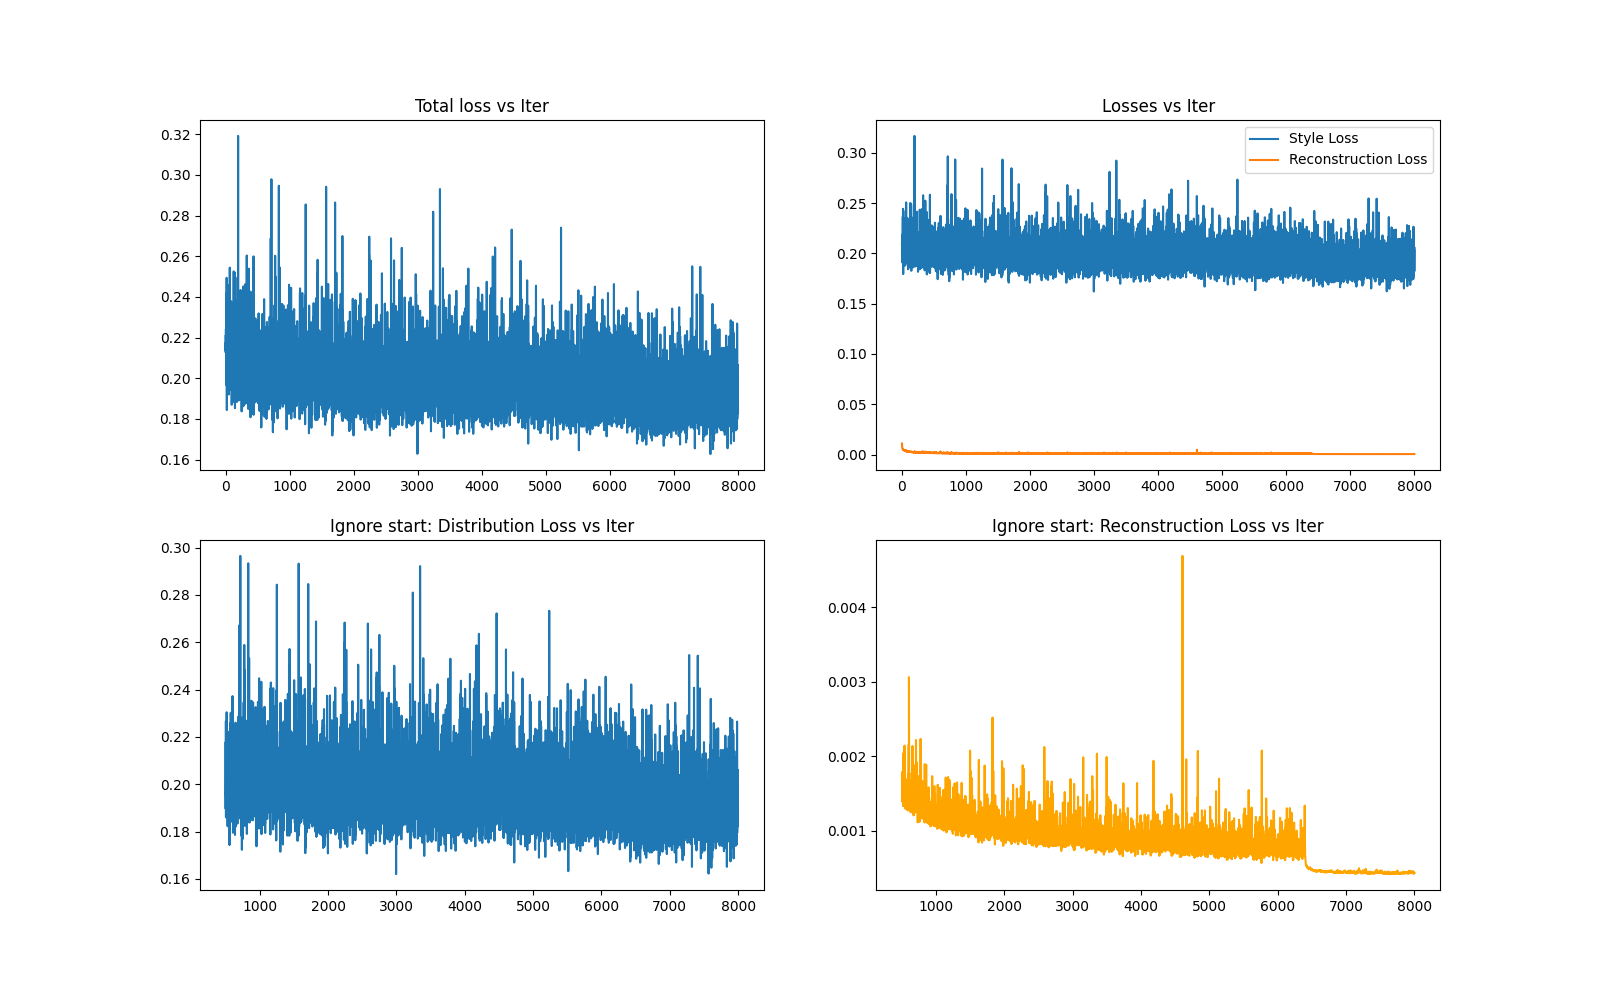 Total loss vs Iter
0.32
0.30
0.28
0.26
0.24
0.22
0.20
0.18
0.16
0 1000 2000 3000 4000 5000 6000 7000 8000
Losses vs Iter
Style Loss
Reconstruction Loss
0.30
0.25
0.20
0.15
0.10
0.05
0.00
0 1000 2000 3000 4000 5000 6000 7000 8000
Ignore start: Distribution Loss vs Iter
0.30
0.28
0.26
0.24
0.22
0.20
0.18
0.16
1000 2000 3000 4000 5000 6000 7000 8000
Ignore start: Reconstruction Loss vs Iter
0.004
0.003
0.002
0.001
1000 2000 3000 4000 5000 6000 7000 8000